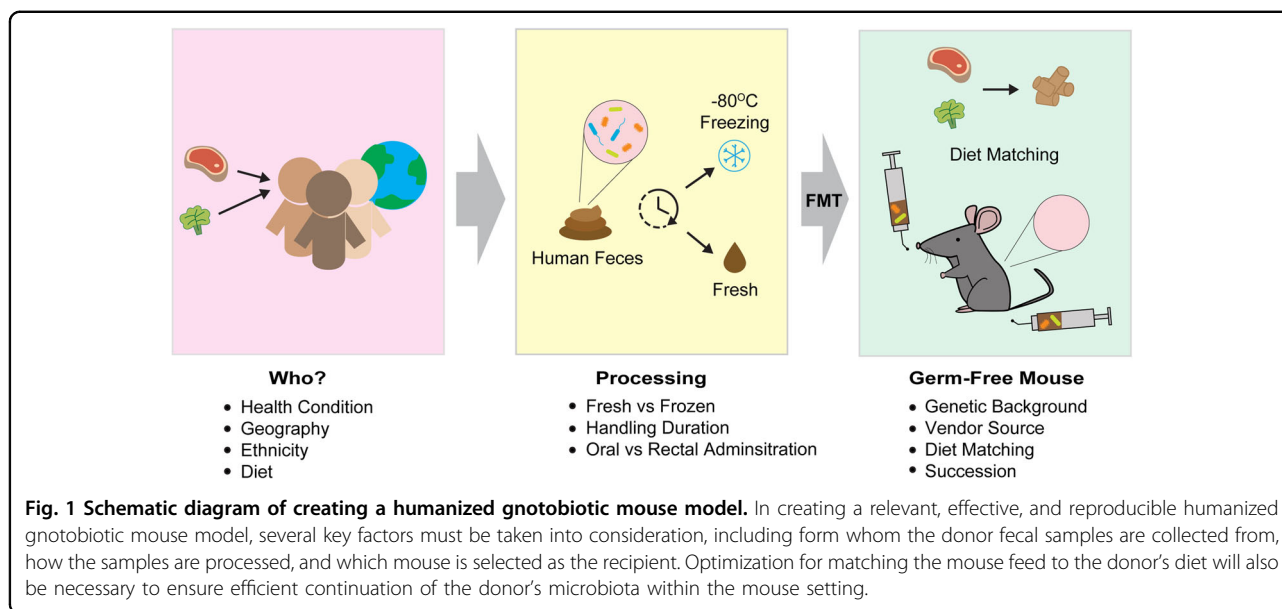 -80°C
Freezing
Human Feces
Fresh
FMT
Diet Matching
Who?
• Health Condition
• Geography
• Ethnicity
• Diet
Processing
• Fresh vs Frozen
• Handling Duration
• Oral vs Rectal Adminsitration
Germ-Free Mouse
• Genetic Background
• Vendor Source
• Diet Matching
• Succession
Fig. 1 Schematic diagram of creating a humanized gnotobiotic mouse model. In creating a relevant, effective, and reproducible humanized
gnotobiotic mouse model, several key factors must be taken into consideration, including form whom the donor fecal samples are collected from,
how the samples are processed, and which mouse is selected as the recipient. Optimization for matching the mouse feed to the donor's diet will also
be necessary to ensure efficient continuation of the donor's microbiota within the mouse setting.